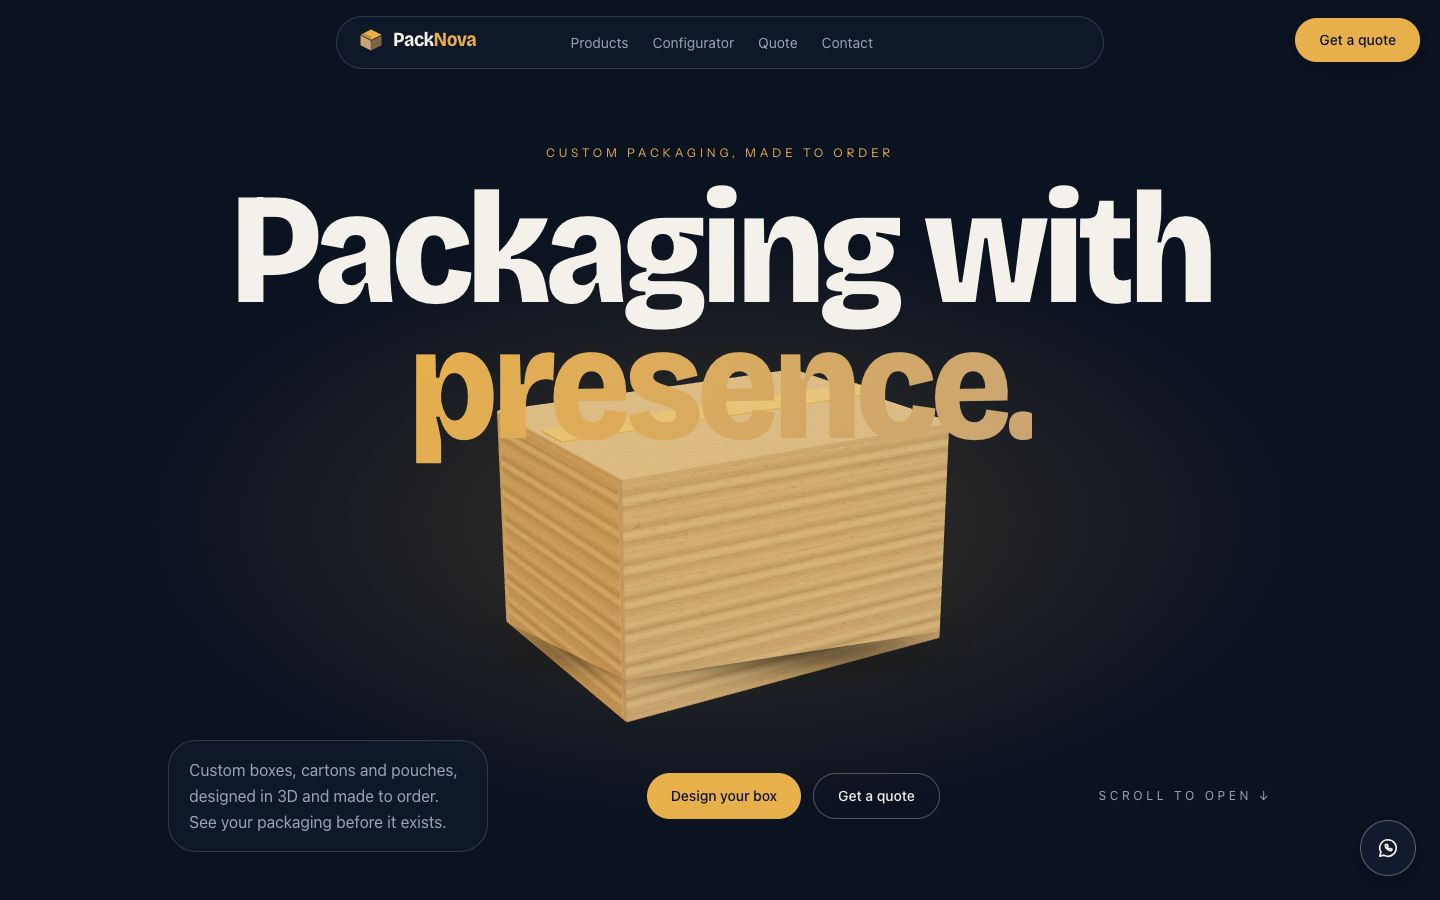 PackNova
Products
Configurator
Quote
Contact
Get a quote
CUSTOM PACKAGING, MADE TO ORDER
Packaging with
presence.
Custom boxes, cartons and pouches,
designed in 3D and made to order.
See your packaging before it exists.
Design your box
Get a quote
SCROLL TO OPEN ↓